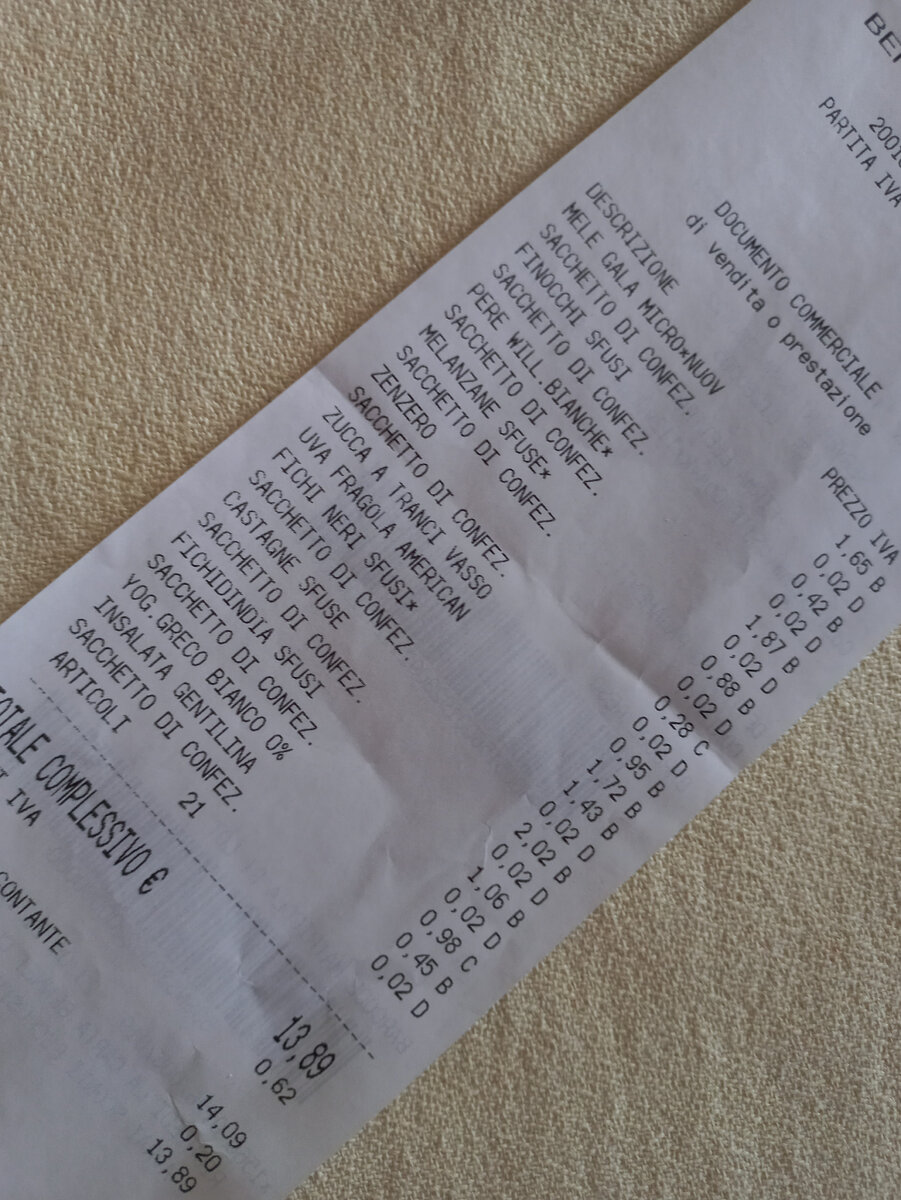 PARTITA IVA
DOCUMENTO COMMERCIALE
di vendita o prestazione
DESCRIZIONE PREZZO IVA
MELE GALA MICRO*NUOV 1,65 B
SACCHETTO DI CONFEZ. 0,02 D
FINOCCHI SFUSI 0,42 B
SACCHETTO DI CONFEZ. 0,02 D
PERE WILL.BIANCHE* 1,87 B
SACCHETTO DI CONFEZ. 0,02 D
MELANZANE SFUSE* 0,88 B
SACCHETTO DI CONFEZ. 0,02 D
ZENZERO 0,28 C
SACCHETTO DI CONFEZ. 0,02 D
ZUCCA A TRANCI VASSO 0,95 B
UVA FRAGOLA AMERICAN 1,72 B
FICHI NERI SFUSI* 1,43 B
SACCHETTO DI CONFEZ. 0,02 D
CASTAGNE SFUSE 2,02 B
SACCHETTO DI CONFEZ. 0,02 D
FICHIDINDIA SFUSI 1,06 B
SACCHETTO DI CONFEZ. 0,02 D
YOG.GRECO BIANCO 0% 0,98 C
INSALATA GENTILINA 0,45 B
SACCHETTO DI CONFEZ. 0,02 D
ARTICOLI 21
TOTALE COMPLESSIVO € 13,89
IVA 0,62
CONTANTE 14,09
0,20
13,89